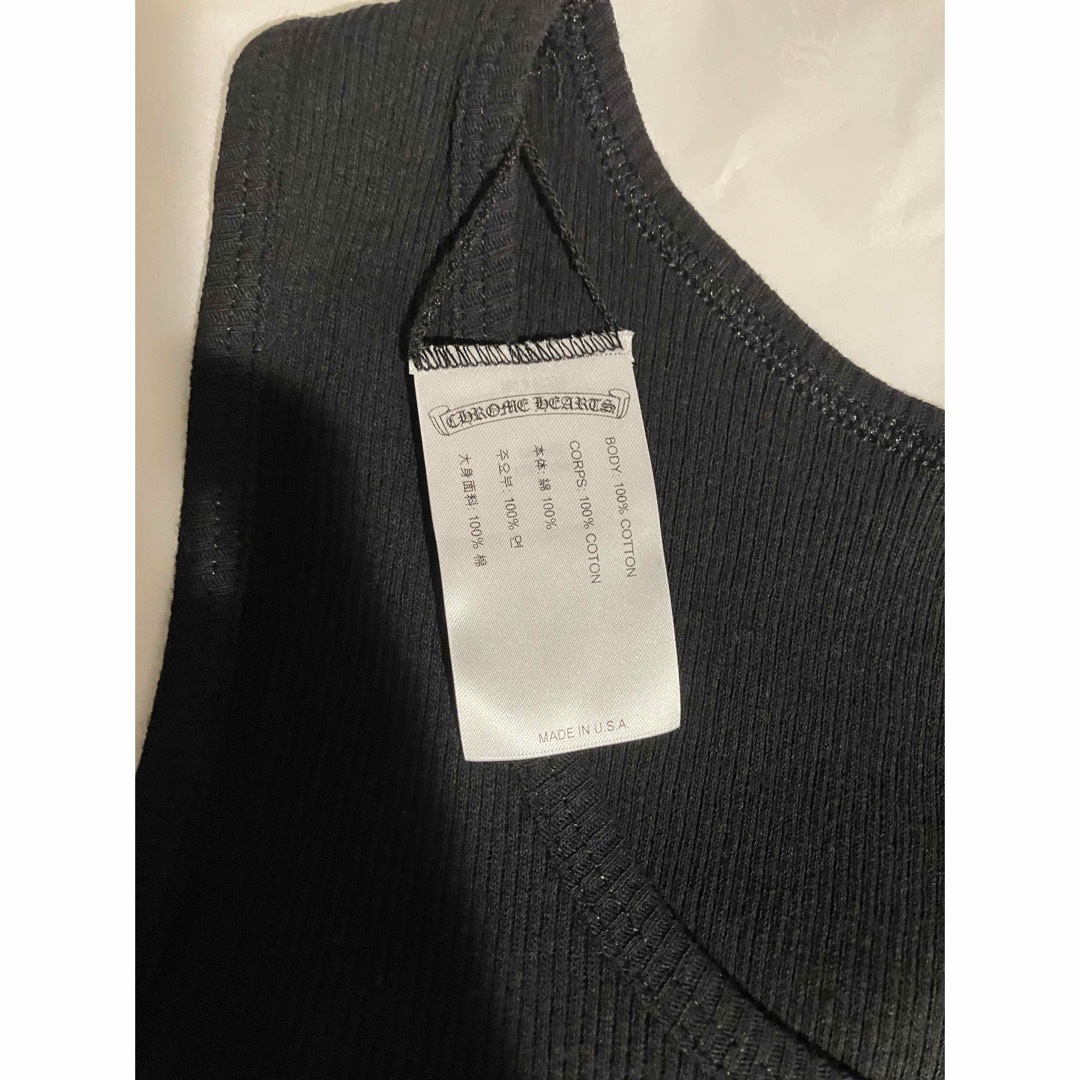 CHROME HEARTS
BODY: 100% COTTON
CORPS: 100% COTON
本体: 綿 100%
주요부: 100% 면
大身面料: 100% 棉
MADE IN U.S.A.